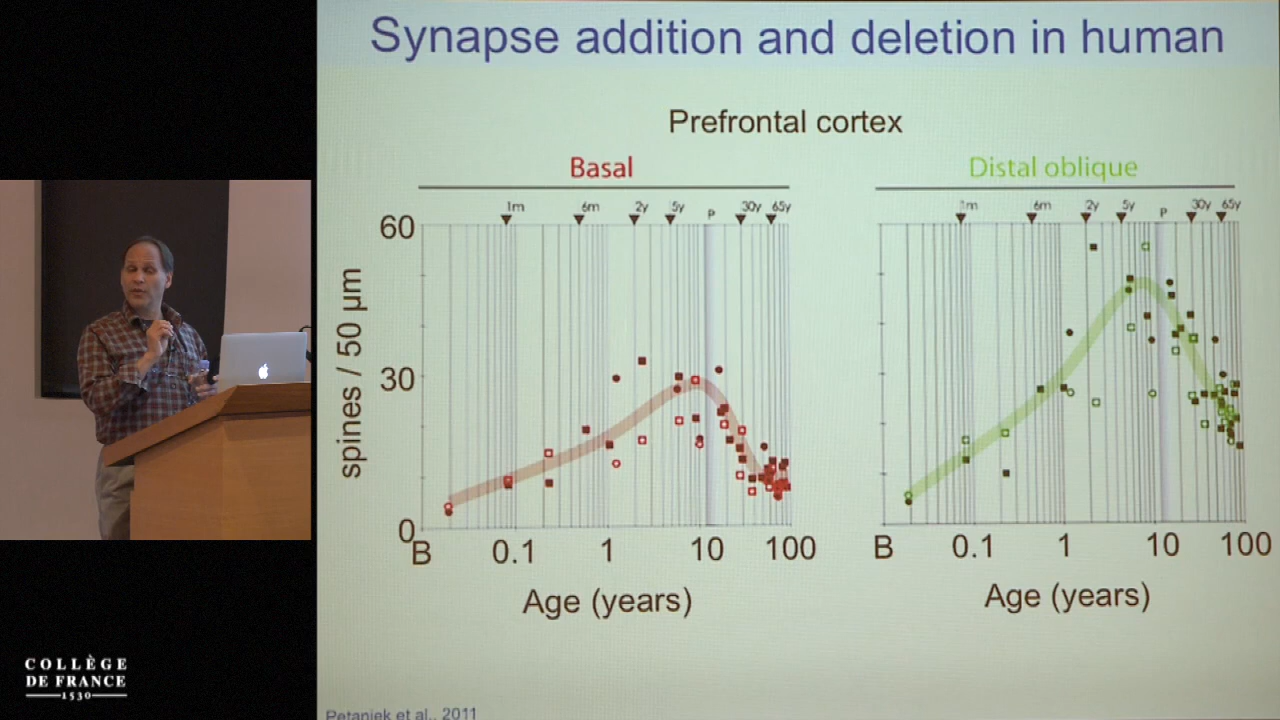 Synapse addition and deletion in human
Prefrontal cortex
Basal
Distal oblique
1m 6m 2y 5y P 30y 65y
1m 6m 2y 5y P 30y 65y
60
30
0
spines / 50 µm
B 0.1 1 10 100
B 0.1 1 10 100
Age (years)
Age (years)
COLLÈGE
DE FRANCE
1530
Petanjek et al., 2011